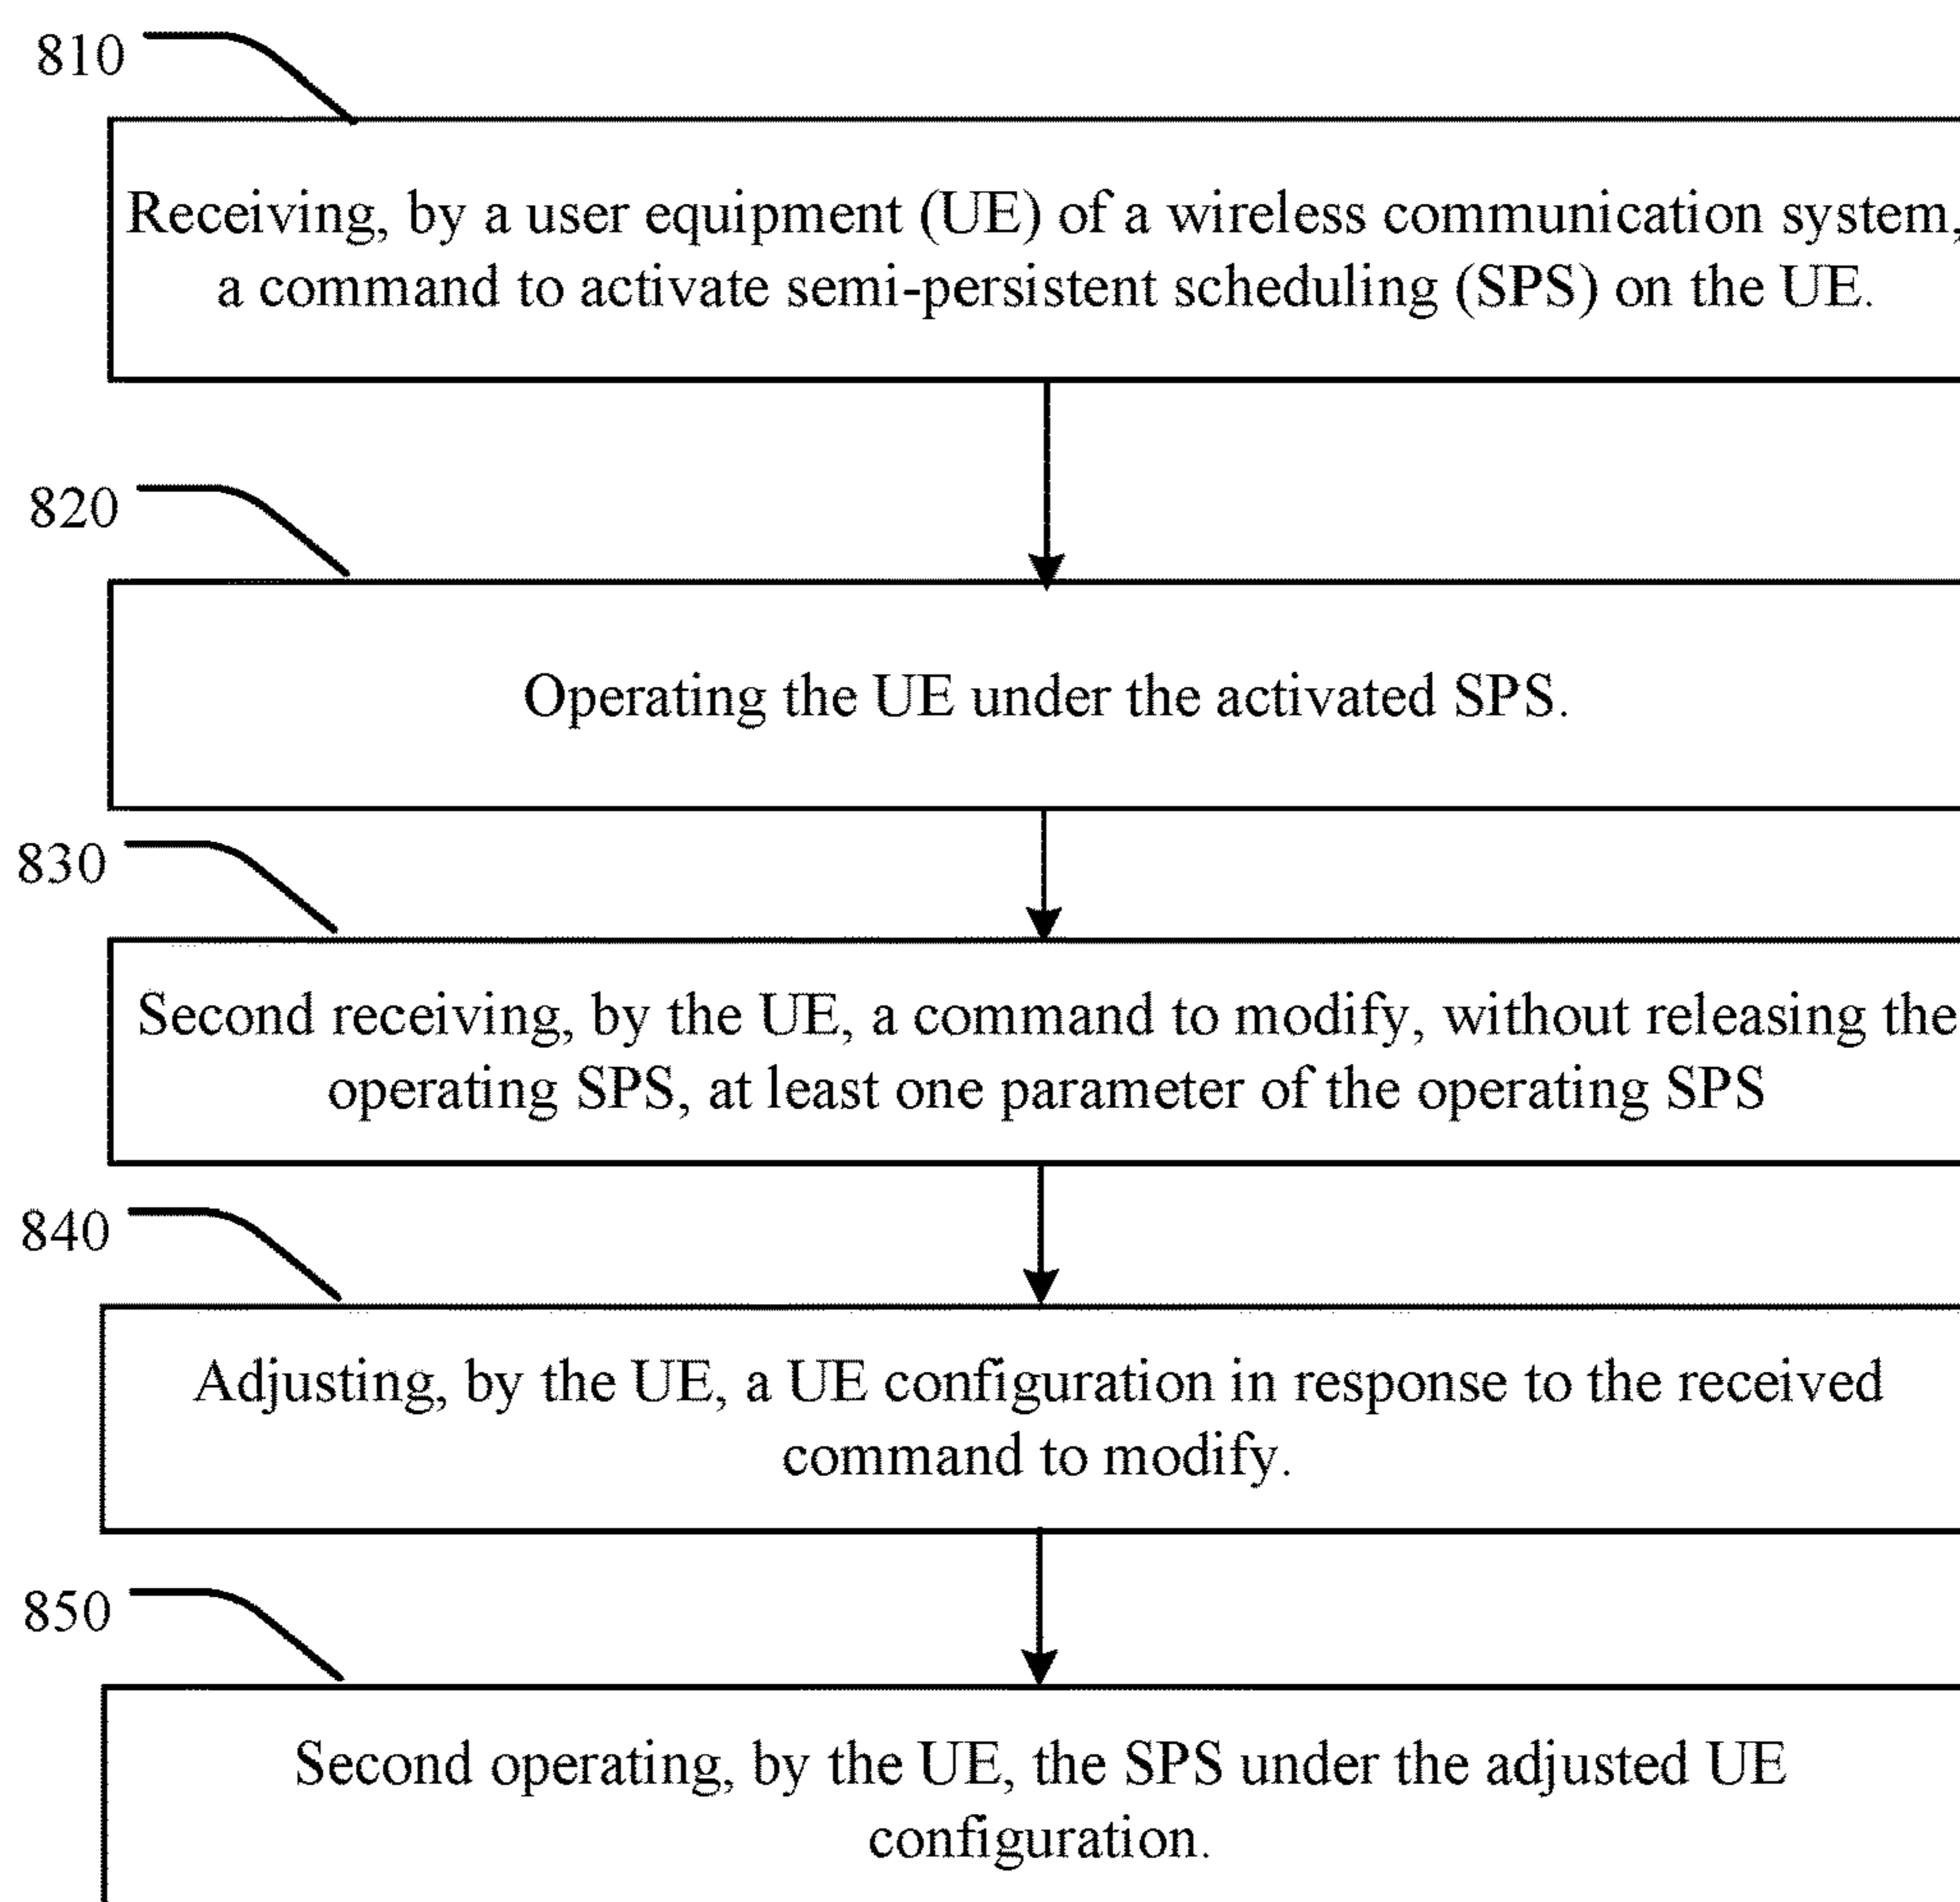 810
Receiving, by a user equipment (UE) of a wireless communication system,
a command to activate semi-persistent scheduling (SPS) on the UE.
820
Operating the UE under the activated SPS.
830
Second receiving, by the UE, a command to modify, without releasing the
operating SPS, at least one parameter of the operating SPS
840
Adjusting, by the UE, a UE configuration in response to the received
command to modify.
850
Second operating, by the UE, the SPS under the adjusted UE
configuration.